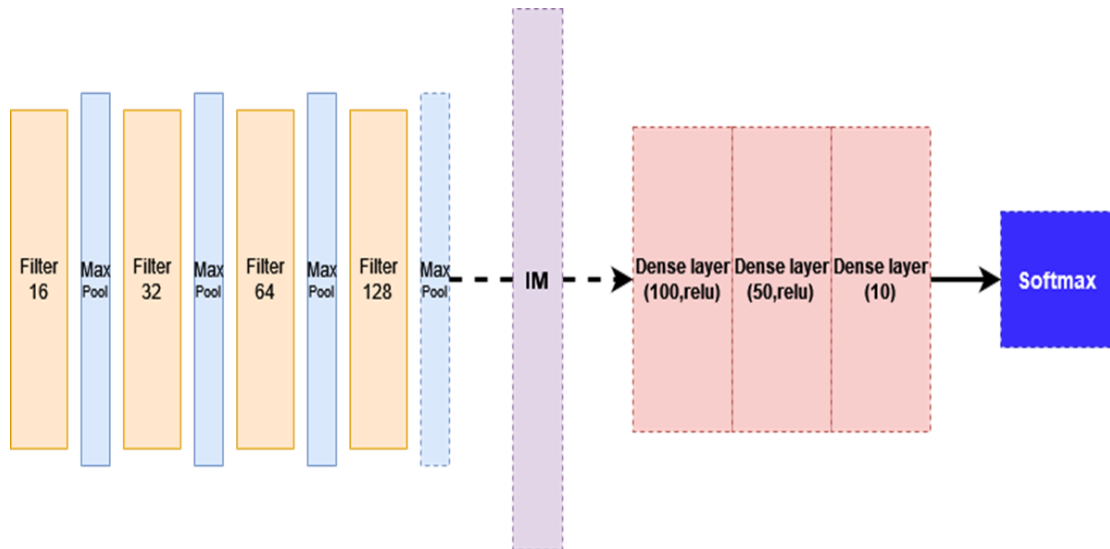 Filter
16
Max
Pool
Filter
32
Max
Pool
Filter
64
Max
Pool
Filter
128
Max
Pool
IM
Dense layer
(100,relu)
Dense layer
(50,relu)
Dense layer
(10)
Softmax